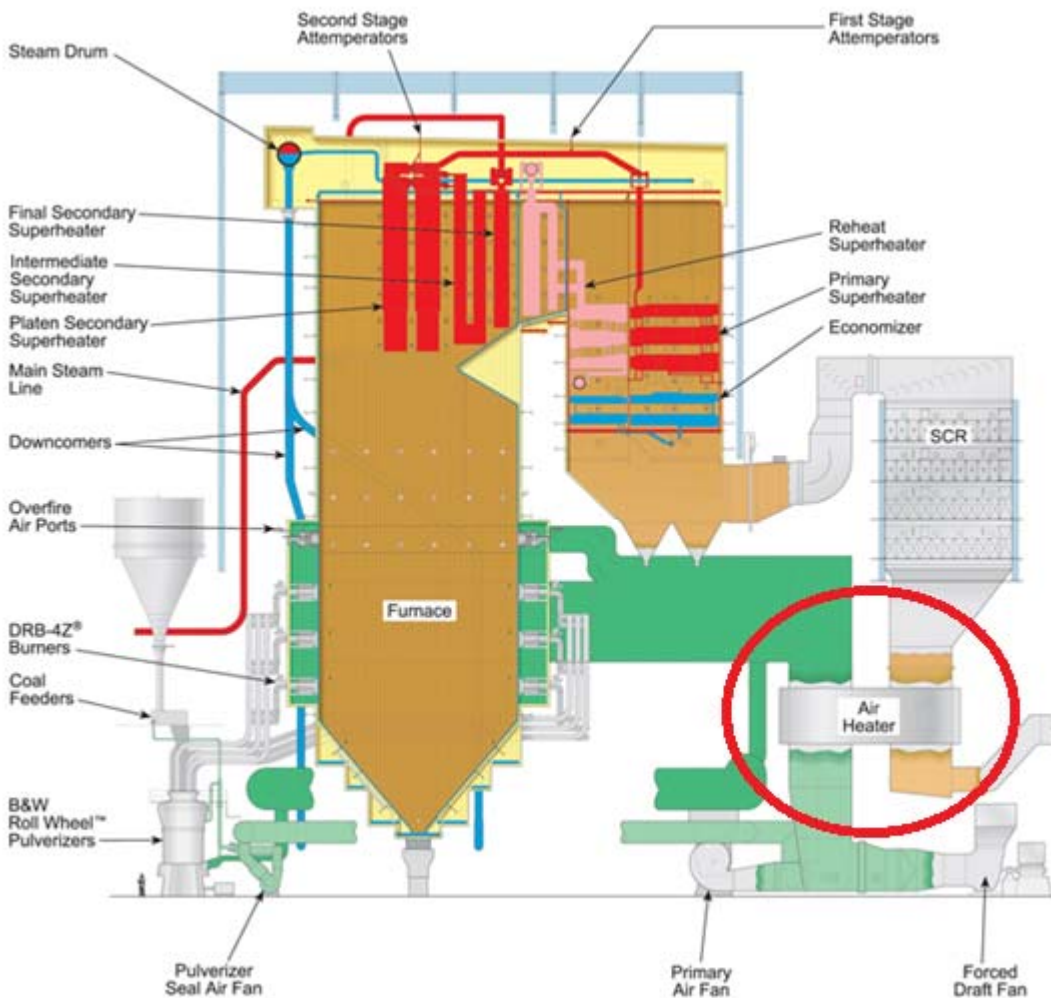 Second Stage
Attemperators
First Stage
Attemperators
Steam Drum
Final Secondary
Superheater
Intermediate
Secondary
Superheater
Platen Secondary
Superheater
Main Steam
Line
Downcomers
Overfire
Air Ports
DRB-4Z®
Burners
Coal
Feeders
B&W
Roll Wheel™
Pulverizers
Reheat
Superheater
Primary
Superheater
Economizer
SCR
Furnace
Air
Heater
Pulverizer
Seal Air Fan
Primary
Air Fan
Forced
Draft Fan